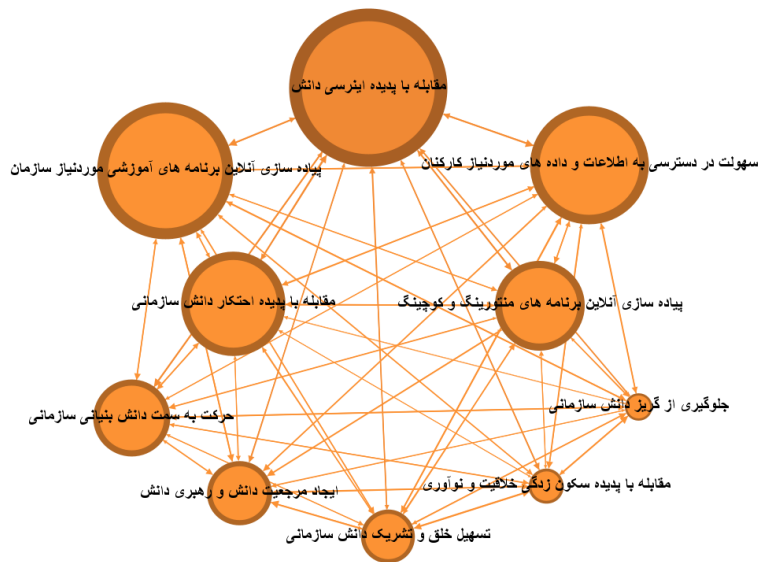 مقابله با پدیده اینرسی دانش
سهولت در دسترسی به اطلاعات و داده های موردنیاز کارکنان
پیاده سازی آنلاین برنامه های آموزشی موردنیاز سازمان
پیاده سازی آنلاین برنامه های منتورینگ و کوچینگ
مقابله با پدیده احتکار دانش سازمانی
جلوگیری از گریز دانش سازمانی
حرکت به سمت دانش بنیانی سازمانی
مقابله با پدیده سکون زدگی خلاقیت و نوآوری
ایجاد مرجعیت دانش و رهبری دانش
تسهیل خلق و تشریک دانش سازمانی